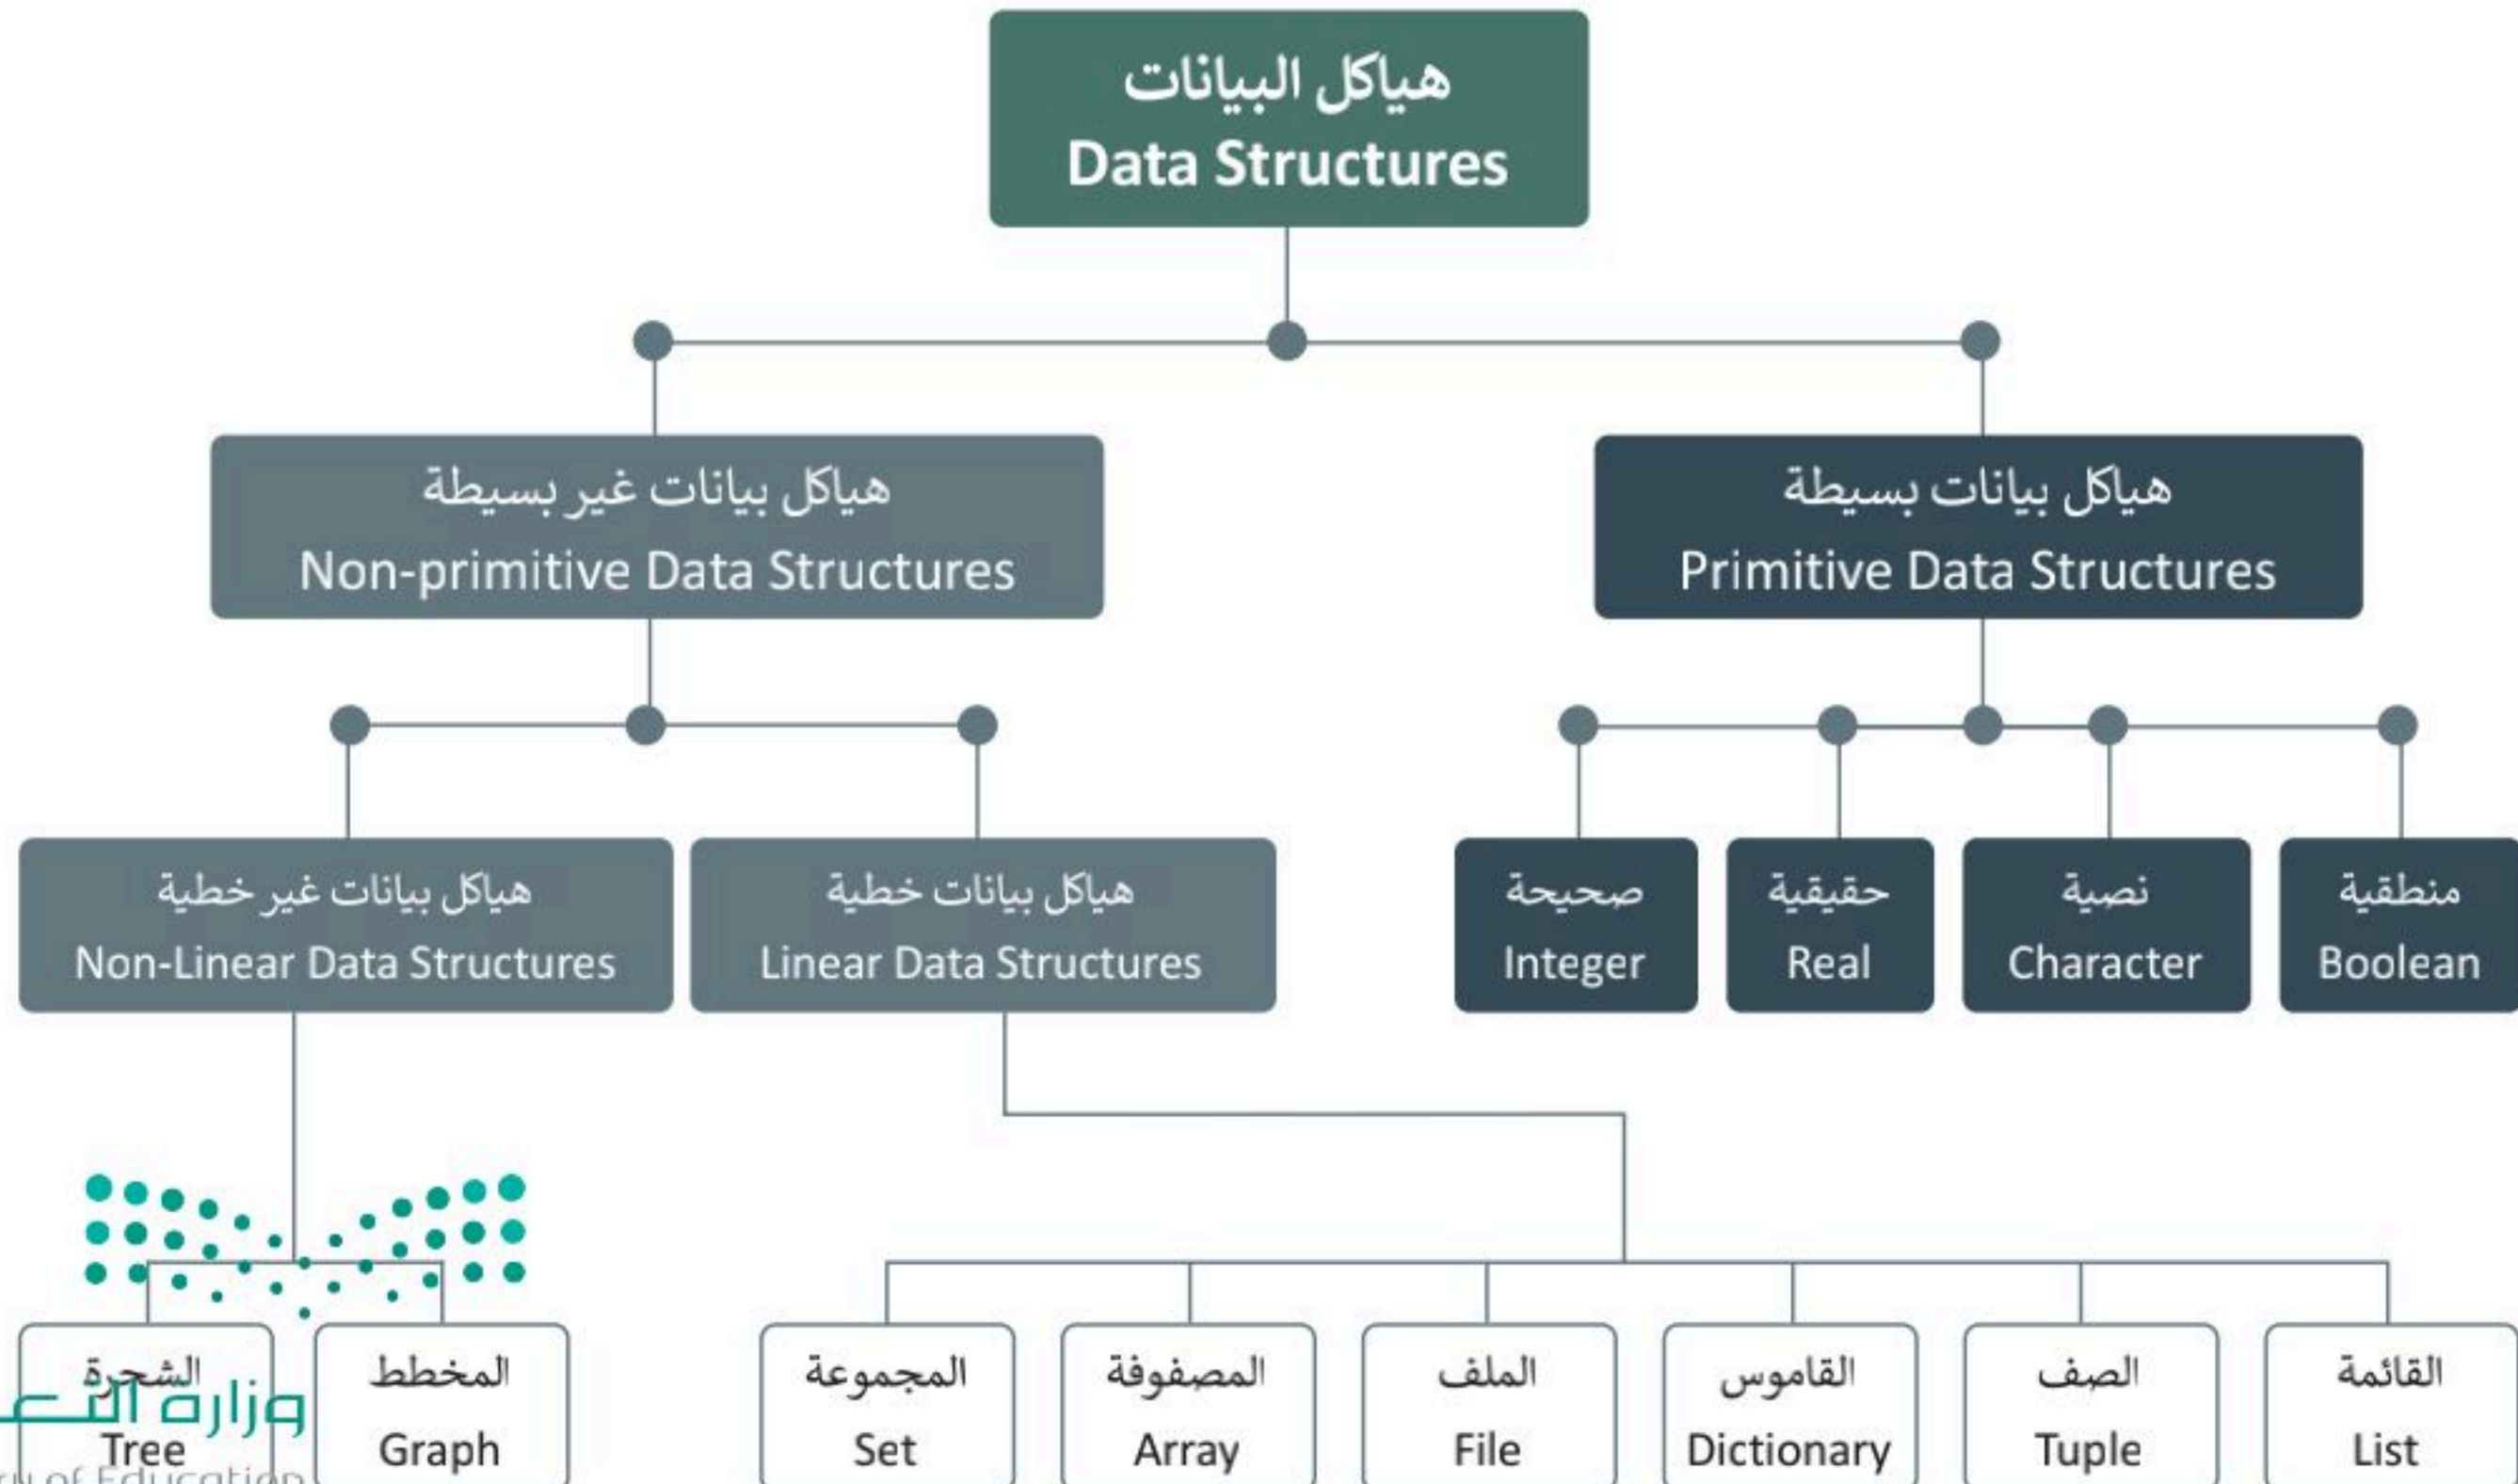 هياكل البيانات
Data Structures
هياكل بيانات بسيطة
Primitive Data Structures
هياكل بيانات غير بسيطة
Non-primitive Data Structures
منطقية
Boolean
نصية
Character
حقيقية
Real
صحيحة
Integer
هياكل بيانات خطية
Linear Data Structures
هياكل بيانات غير خطية
Non-Linear Data Structures
القائمة
List
الصف
Tuple
القاموس
Dictionary
الملف
File
المصفوفة
Array
المجموعة
Set
المخطط
Graph
الشجرة
Tree
وزارة
of Education